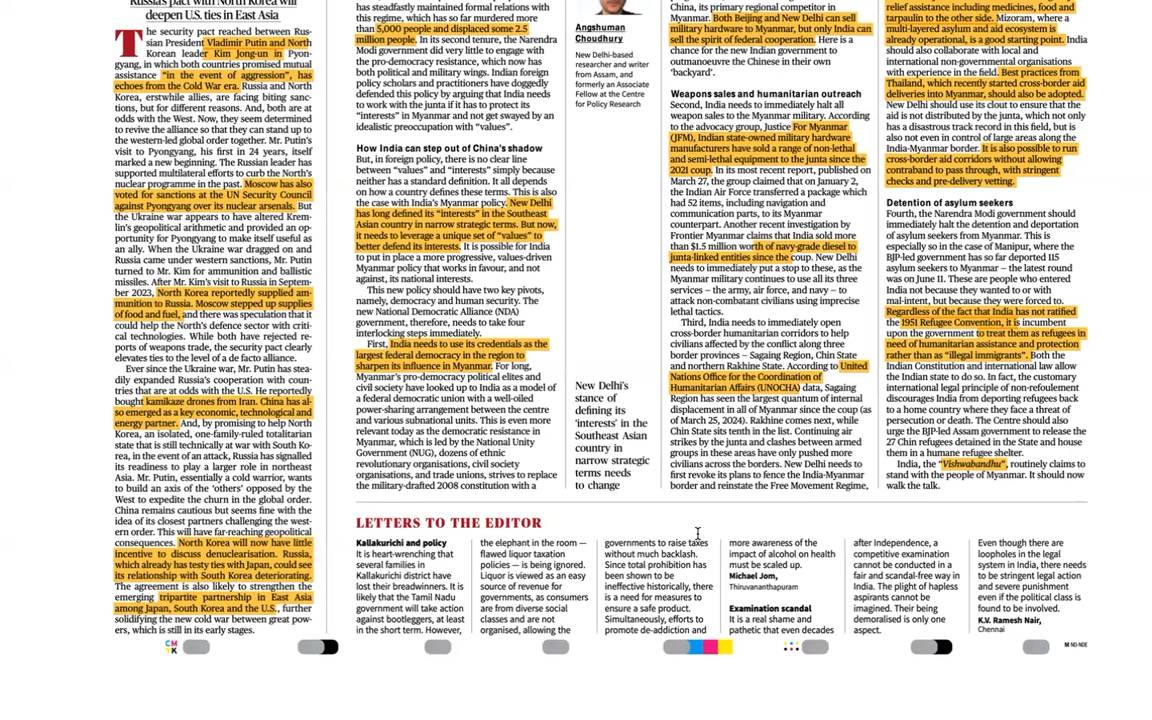 Russia's pact with North Korea will
deepen U.S. ties in East Asia
The security pact reached between Rus-
sian President Vladimir Putin and North
Korean leader Kim Jong-un in Pyon-
gyang, in which both countries promised mutual
assistance "in the event of aggression", has
echoes from the Cold War era. Russia and North
Korea, erstwhile allies, are facing biting sanc-
tions, but for different reasons. And, both are at
odds with the West. Now, they seem determined
to revive the alliance so that they can stand up to
the western-led global order together. Mr. Putin's
visit to Pyongyang, his first in 24 years, itself
marked a new beginning. The Russian leader has
supported multilateral efforts to curb the North's
nuclear programme in the past. Moscow has also
voted for sanctions at the UN Security Council
against Pyongyang over its nuclear arsenals. But
the Ukraine war appears to have altered Krem-
lin's geopolitical arithmetic and provided an op-
portunity for Pyongyang to make itself useful as
an ally. When the Ukraine war dragged on and
Russia came under western sanctions, Mr. Putin
turned to Mr. Kim for ammunition and ballistic
missiles. After Mr. Kim's visit to Russia in Septem-
ber 2023, North Korea reportedly supplied am-
munition to Russia. Moscow stepped up supplies
of food and fuel, and there was speculation that it
could help the North's defence sector with criti-
cal technologies. While both have rejected re-
ports of weapons trade, the security pact clearly
elevates ties to the level of a de facto alliance.
Ever since the Ukraine war, Mr. Putin has stea-
dily expanded Russia's cooperation with coun-
tries that are at odds with the U.S. He reportedly
bought kamikaze drones from Iran. China has al-
so emerged as a key economic, technological and
energy partner. And, by promising to help North
Korea, an isolated, one-family-ruled totalitarian
state that is still technically at war with South Ko-
rea, in the event of an attack, Russia has signalled
its readiness to play a larger role in northeast
Asia. Mr. Putin, essentially a cold warrior, wants
to build an axis of the 'others' opposed by the
West to expedite the churn in the global order.
China remains cautious but seems fine with the
idea of its closest partners challenging the west-
ern order. This will have far-reaching geopolitical
consequences. North Korea will now have little
incentive to discuss denuclearisation. Russia,
which already has testy ties with Japan, could see
its relationship with South Korea deteriorating.
The agreement is also likely to strengthen the
emerging tripartite partnership in East Asia
among Japan, South Korea and the U.S., further
solidifying the new cold war between great pow-
ers, which is still in its early stages.
has steadfastly maintained formal relations with
this regime, which has so far murdered more
than 5,000 people and displaced some 2.5
million people. In its second tenure, the Narendra
Modi government did very little to engage with
the pro-democracy resistance, which now has
both political and military wings. Indian foreign
policy scholars and practitioners have doggedly
defended this policy by arguing that India needs
to work with the junta if it has to protect its
"interests" in Myanmar and not get swayed by an
idealistic preoccupation with "values".
How India can step out of China's shadow
But, in foreign policy, there is no clear line
between "values" and "interests" simply because
neither has a standard definition. It all depends
on how a country defines these terms. This is also
the case with India's Myanmar policy. New Delhi
has long defined its "interests" in the Southeast
Asian country in narrow strategic terms. But now,
it needs to leverage a unique set of "values" to
better defend its interests. It is possible for India
to put in place a more progressive, values-driven
Myanmar policy that works in favour, and not
against, its national interests.
This new policy should have two key pivots,
namely, democracy and human security. The
new National Democratic Alliance (NDA)
government, therefore, needs to take four
interlocking steps immediately.
First, India needs to use its credentials as the
largest federal democracy in the region to
sharpen its influence in Myanmar. For long,
Myanmar's pro-democracy political elites and
civil society have looked up to India as a model of
a federal democratic union with a well-oiled
power-sharing arrangement between the centre
and various subnational units. This is even more
relevant today as the democratic resistance in
Myanmar, which is led by the National Unity
Government (NUG), dozens of ethnic
revolutionary organisations, civil society
organisations, and trade unions, strives to replace
the military-drafted 2008 constitution with a
Angshuman
Choudhury
New Delhi-based
researcher and writer
from Assam, and
formerly an Associate
Fellow at the Centre
for Policy Research
New Delhi's
stance of
defining its
'interests' in the
Southeast Asian
country in
narrow strategic
terms needs
to change
China, its primary regional competitor in
Myanmar. Both Beijing and New Delhi can sell
military hardware to Myanmar, but only India can
sell the spirit of federal cooperation. Here is a
chance for the new Indian government to
outmanoeuvre the Chinese in their own
'backyard'.
Weapons sales and humanitarian outreach
Second, India needs to immediately halt all
weapon sales to the Myanmar military. According
to the advocacy group, Justice For Myanmar
(JFM), Indian state-owned military hardware
manufacturers have sold a range of non-lethal
and semi-lethal equipment to the junta since the
2021 coup. In its most recent report, published on
March 27, the group claimed that on January 2,
the Indian Air Force transferred a package which
had 52 items, including navigation and
communication parts, to its Myanmar
counterpart. Another recent investigation by
Frontier Myanmar claims that India sold more
than $1.5 million worth of navy-grade diesel to
junta-linked entities since the coup. New Delhi
needs to immediately put a stop to these, as the
Myanmar military continues to use all its three
services – the army, air force, and navy – to
attack non-combatant civilians using imprecise
lethal tactics.
Third, India needs to immediately open
cross-border humanitarian corridors to help
civilians affected by the conflict along three
border provinces – Sagaing Region, Chin State
and northern Rakhine State. According to United
Nations Office for the Coordination of
Humanitarian Affairs (UNOCHA) data, Sagaing
Region has seen the largest quantum of internal
displacement in all of Myanmar since the coup (as
of March 25, 2024). Rakhine comes next, while
Chin State sits tenth in the list. Continuing air
strikes by the junta and clashes between armed
groups in these areas have only pushed more
civilians across the borders. New Delhi needs to
first revoke its plans to fence the India-Myanmar
border and reinstate the Free Movement Regime,
relief assistance including medicines, food and
tarpaulin to the other side. Mizoram, where a
multi-layered asylum and aid ecosystem is
already operational, is a good starting point. India
should also collaborate with local and
international non-governmental organisations
with experience in the field. Best practices from
Thailand, which recently started cross-border aid
deliveries into Myanmar, should also be adopted.
New Delhi should use its clout to ensure that the
aid is not distributed by the junta, which not only
has a disastrous track record in this field, but is
also not even in control of large areas along the
India-Myanmar border. It is also possible to run
cross-border aid corridors without allowing
contraband to pass through, with stringent
checks and pre-delivery vetting.
Detention of asylum seekers
Fourth, the Narendra Modi government should
immediately halt the detention and deportation
of asylum seekers from Myanmar. This is
especially so in the case of Manipur, where the
BJP-led government has so far deported 115
asylum seekers to Myanmar – the latest round
was on June 11. These are people who entered
India not because they wanted to or with
mal-intent, but because they were forced to.
Regardless of the fact that India has not ratified
the 1951 Refugee Convention, it is incumbent
upon the government to treat them as refugees in
need of humanitarian assistance and protection
rather than as "illegal immigrants". Both the
Indian Constitution and international law allow
the Indian state to do so. In fact, the customary
international legal principle of non-refoulement
discourages India from deporting refugees back
to a home country where they face a threat of
persecution or death. The Centre should also
urge the BJP-led Assam government to release the
27 Chin refugees detained in the State and house
them in a humane refugee shelter.
India, the "Vishwabandhu", routinely claims to
stand with the people of Myanmar. It should now
walk the talk.
LETTERS TO THE EDITOR
Kallakurichi and policy
It is heart-wrenching that
several families in
Kallakurichi district have
lost their breadwinners. It is
likely that the Tamil Nadu
government will take action
against bootleggers, at least
in the short term. However,
the elephant in the room —
flawed liquor taxation
policies — is being ignored.
Liquor is viewed as an easy
source of revenue for
governments, as consumers
are from diverse social
classes and are not
organised, allowing the
governments to raise taxes
without much backlash.
Since total prohibition has
been shown to be
ineffective historically, there
is a need for measures to
ensure a safe product.
Simultaneously, efforts to
promote de-addiction and
more awareness of the
impact of alcohol on health
must be scaled up.
Michael Jom,
Thiruvananthapuram
Examination scandal
It is a real shame and
pathetic that even decades
after Independence, a
competitive examination
cannot be conducted in a
fair and scandal-free way in
India. The plight of hapless
aspirants cannot be
imagined. Their being
demoralised is only one
aspect.
Even though there are
loopholes in the legal
system in India, there needs
to be stringent legal action
and severe punishment
even if the political class is
found to be involved.
K.V. Ramesh Nair,
Chennai
CM
YK
M ND-NDE